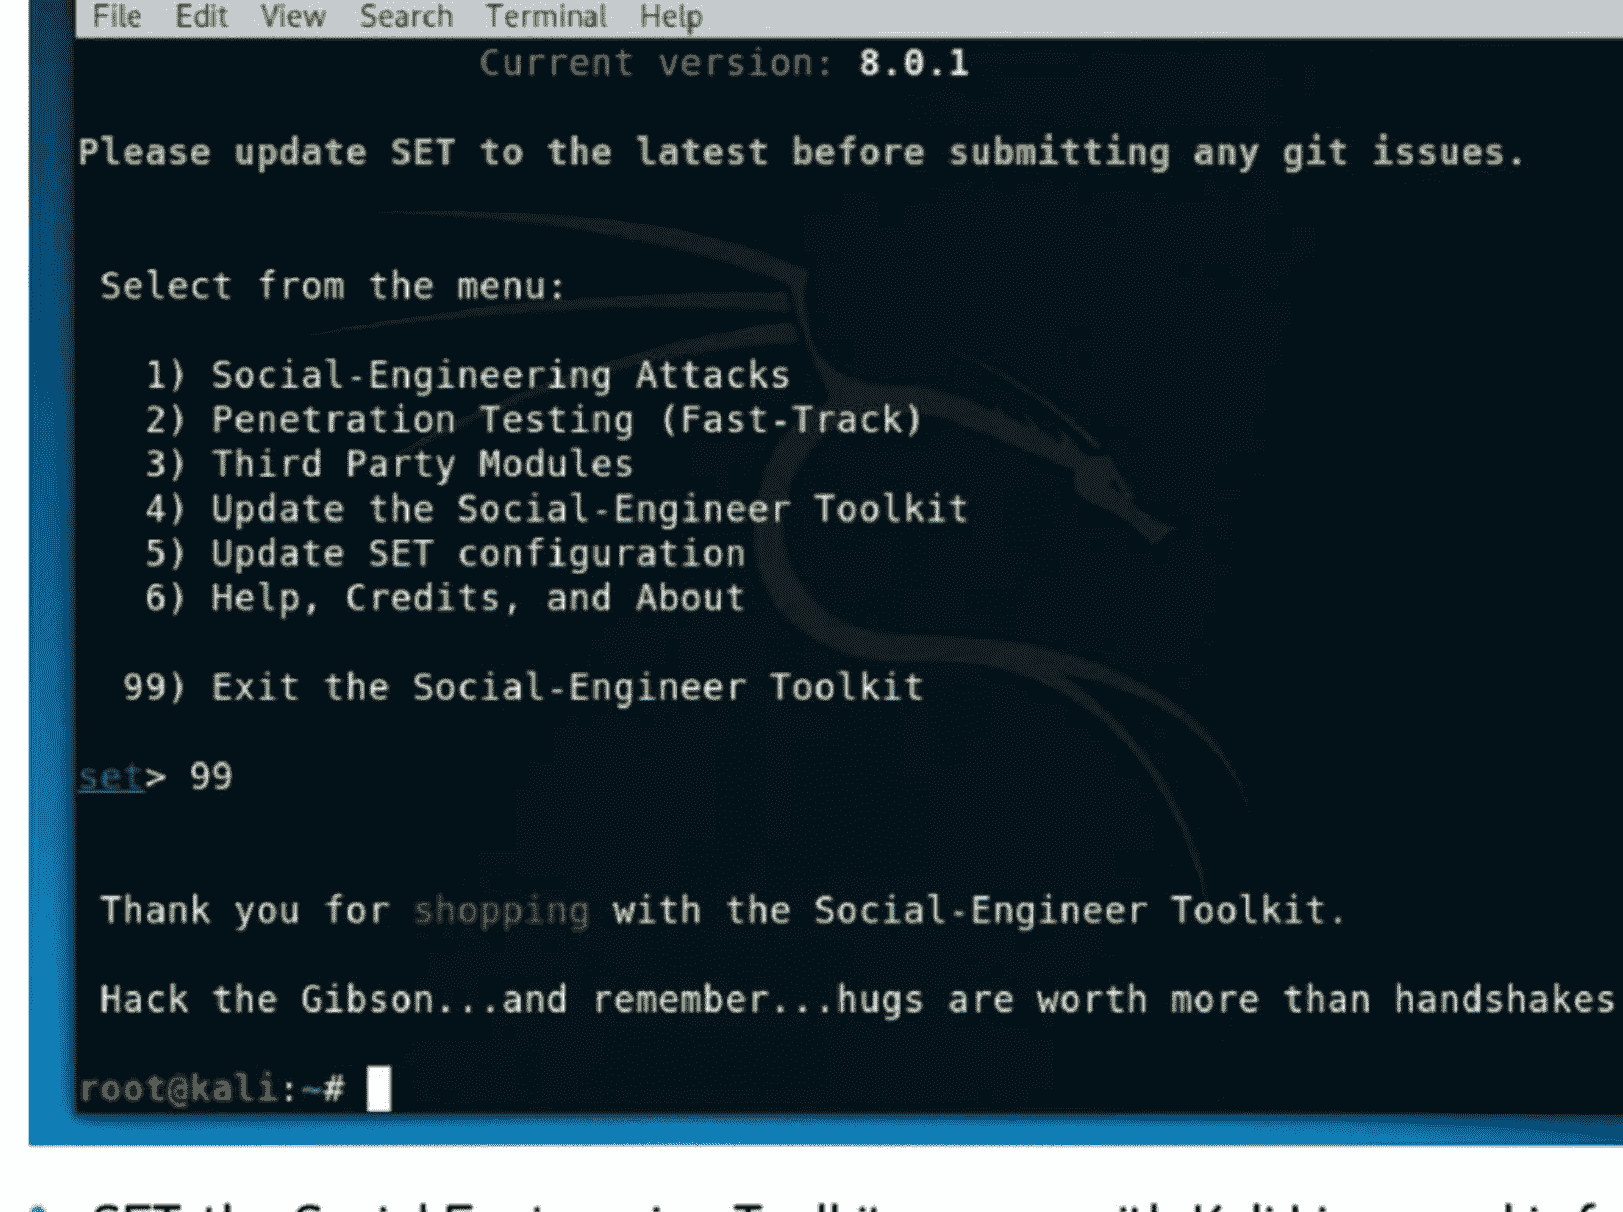 File Edit View Search Terminal Help
Current version: 8.0.1
Please update SET to the latest before submitting any git issues.
Select from the menu:
1) Social-Engineering Attacks
2) Penetration Testing (Fast-Track)
3) Third Party Modules
4) Update the Social-Engineer Toolkit
5) Update SET configuration
6) Help, Credits, and About
99) Exit the Social-Engineer Toolkit
set> 99
Thank you for shopping with the Social-Engineer Toolkit.
Hack the Gibson...and remember...hugs are worth more than handshakes
root@kali:~#